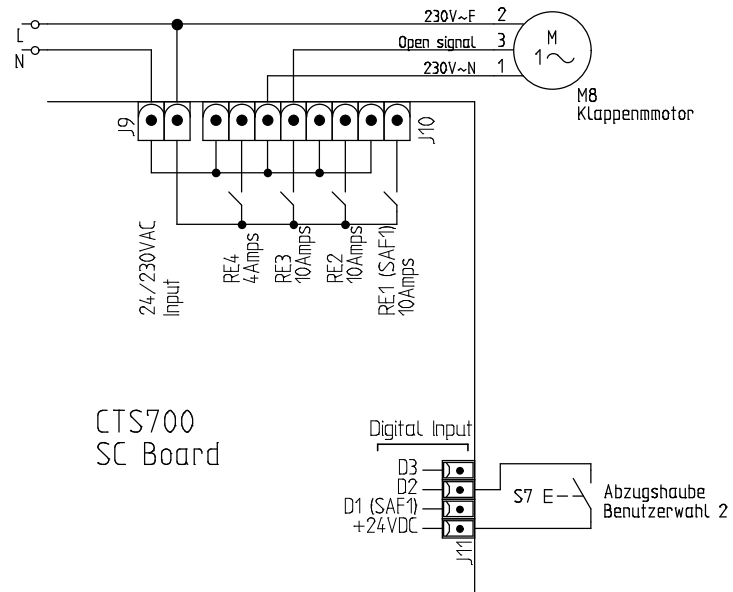 L
N
230V~F 2
Open signal 3
230V~N 1
M
1~
M8
Klappenmmotor
J9
J10
24/230VAC
Input
RE4
4Amps
RE3
10Amps
RE2
10Amps
RE1 (SAF1)
10Amps
CTS700
SC Board
Digital Input
D3
D2
D1 (SAF1)
+24VDC
J11
S7 E
Abzugshaube
Benutzerwahl 2